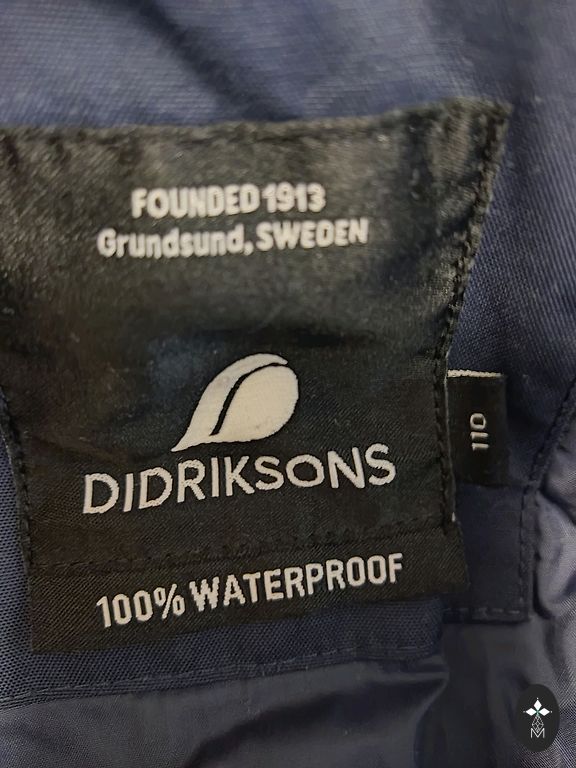 FOUNDED 1913
Grundsund, SWEDEN
DIDRIKSONS
110
100% WATERPROOF
M